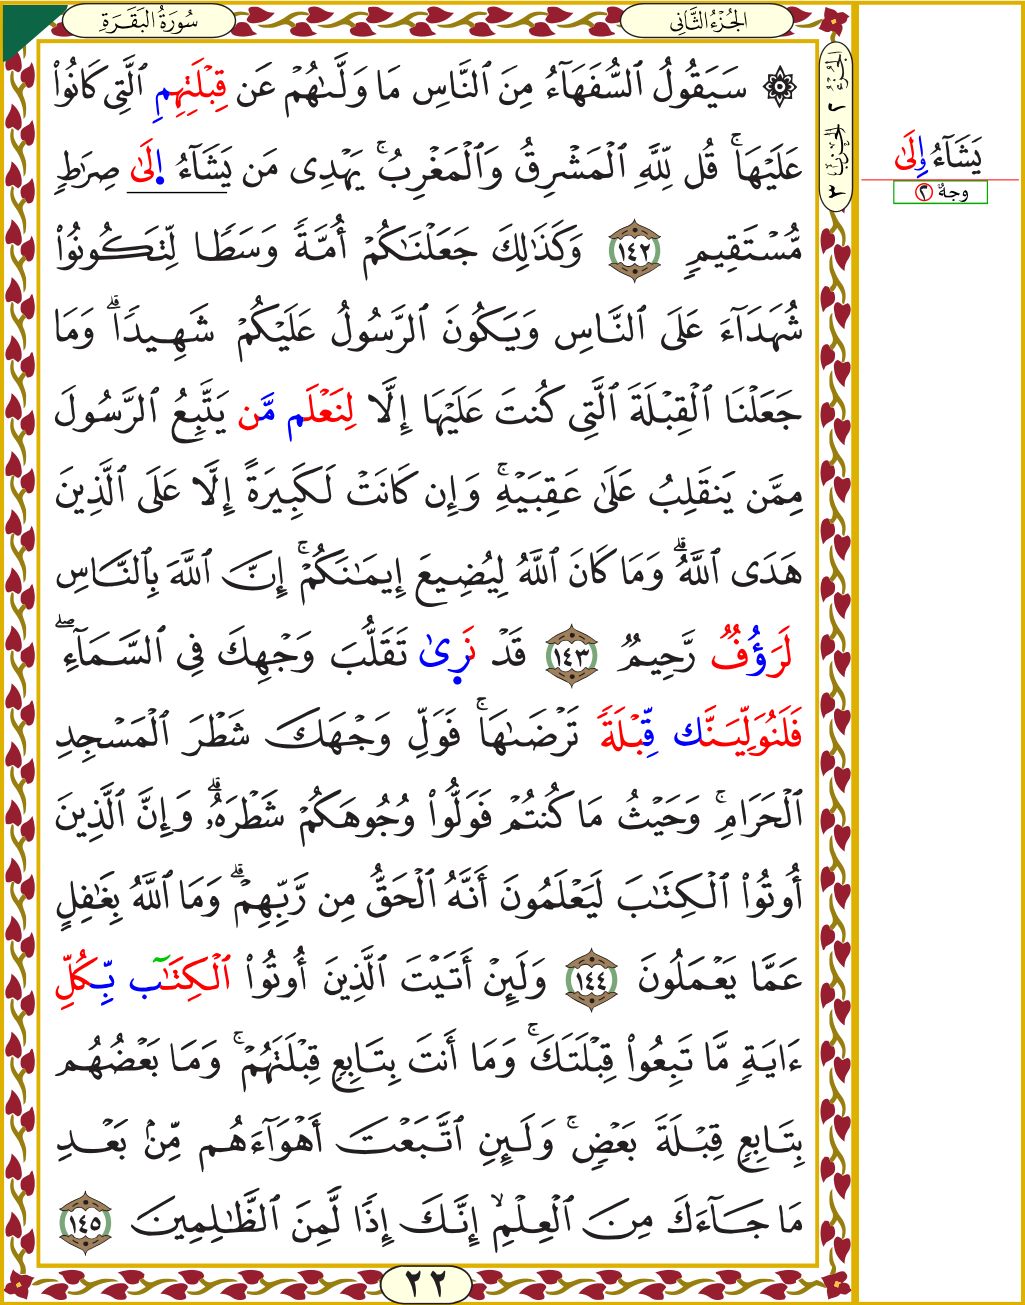 سُورَةُ البَقَرَةِ
الجُزْءُ الثَّانِي
۞ سَيَقُولُ ٱلسُّفَهَآءُ مِنَ ٱلنَّاسِ مَا وَلَّىٰهُمْ عَن قِبْلَتِهِمِ ٱلَّتِى كَانُوا۟
عَلَيْهَا ۚ قُل لِّلَّهِ ٱلْمَشْرِقُ وَٱلْمَغْرِبُ ۚ يَهْدِى مَن يَشَآءُ إِلَىٰ صِرَٰطٍ
مُّسْتَقِيمٍ ١٤٢ وَكَذَٰلِكَ جَعَلْنَٰكُمْ أُمَّةً وَسَطًا لِّتَكُونُوا۟
شُهَدَآءَ عَلَى ٱلنَّاسِ وَيَكُونَ ٱلرَّسُولُ عَلَيْكُمْ شَهِيدًا ۗ وَمَا
جَعَلْنَا ٱلْقِبْلَةَ ٱلَّتِى كُنتَ عَلَيْهَا إِلَّا لِنَعْلَم مَّن يَتَّبِعُ ٱلرَّسُولَ
مِمَّن يَنقَلِبُ عَلَىٰ عَقِبَيْهِ ۚ وَإِن كَانَتْ لَكَبِيرَةً إِلَّا عَلَى ٱلَّذِينَ
هَدَى ٱللَّهُ ۗ وَمَا كَانَ ٱللَّهُ لِيُضِيعَ إِيمَٰنَكُمْ ۚ إِنَّ ٱللَّهَ بِٱلنَّاسِ
لَرَؤُفٌ رَّحِيمٌ ١٤٣ قَدْ نَرِىٰ تَقَلُّبَ وَجْهِكَ فِى ٱلسَّمَآءِ ۖ
فَلَنُوَلِّيَنَّك قِّبْلَةً تَرْضَىٰهَا ۚ فَوَلِّ وَجْهَكَ شَطْرَ ٱلْمَسْجِدِ
ٱلْحَرَامِ ۚ وَحَيْثُ مَا كُنتُمْ فَوَلُّوا۟ وُجُوهَكُمْ شَطْرَهُۥ ۗ وَإِنَّ ٱلَّذِينَ
أُوتُوا۟ ٱلْكِتَٰبَ لَيَعْلَمُونَ أَنَّهُ ٱلْحَقُّ مِن رَّبِّهِمْ ۗ وَمَا ٱللَّهُ بِغَٰفِلٍ
عَمَّا يَعْمَلُونَ ١٤٤ وَلَئِنْ أَتَيْتَ ٱلَّذِينَ أُوتُوا۟ ٱلْكِتَٰٓب بِّكُلِّ
ءَايَةٍ مَّا تَبِعُوا۟ قِبْلَتَكَ ۚ وَمَا أَنتَ بِتَابِعٍ قِبْلَتَهُمْ ۚ وَمَا بَعْضُهُم
بِتَابِعٍ قِبْلَةَ بَعْضٍ ۚ وَلَئِنِ ٱتَّبَعْتَ أَهْوَآءَهُم مِّنۢ بَعْدِ
مَا جَآءَكَ مِنَ ٱلْعِلْمِ ۙ إِنَّكَ إِذًا لَّمِنَ ٱلظَّٰلِمِينَ ١٤٥
٢٢
الجُزْءُ ٢ الحِزْبُ ٣
يَشَآءُ وِلَىٰ
وجهٌ ٢